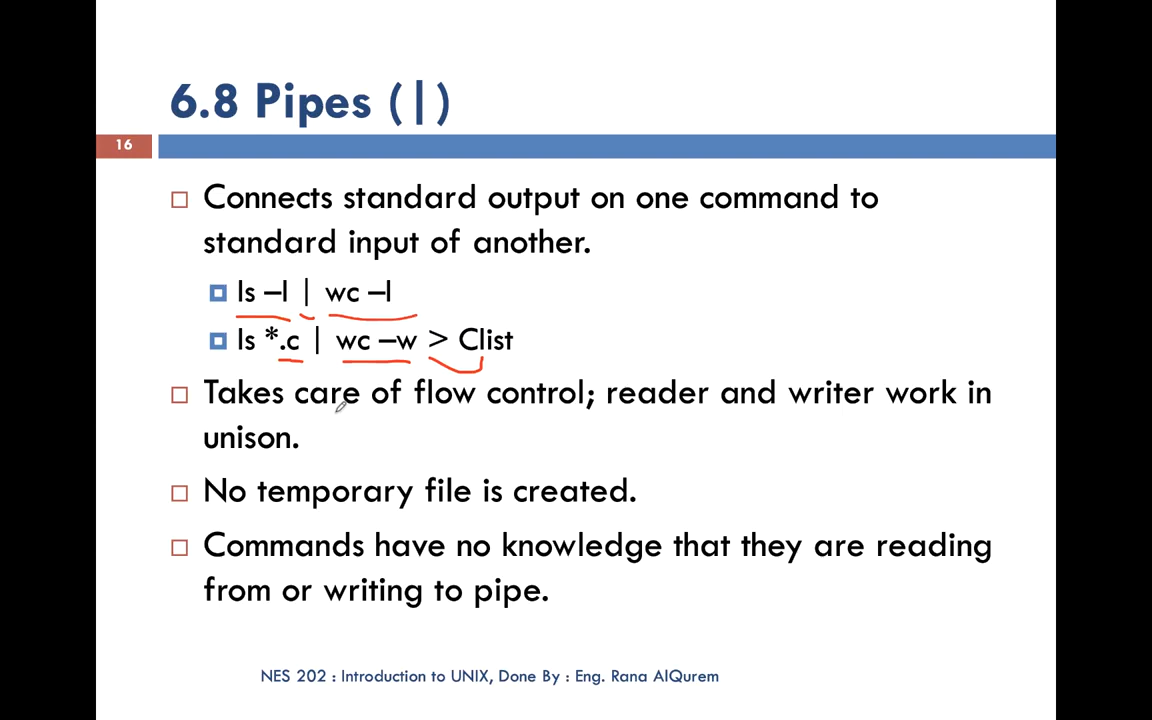 6.8 Pipes (|)
16
Connects standard output on one command to
standard input of another.
ls –l | wc –l
ls *.c | wc –w > Clist
Takes care of flow control; reader and writer work in
unison.
No temporary file is created.
Commands have no knowledge that they are reading
from or writing to pipe.
NES 202 : Introduction to UNIX, Done By : Eng. Rana AlQurem